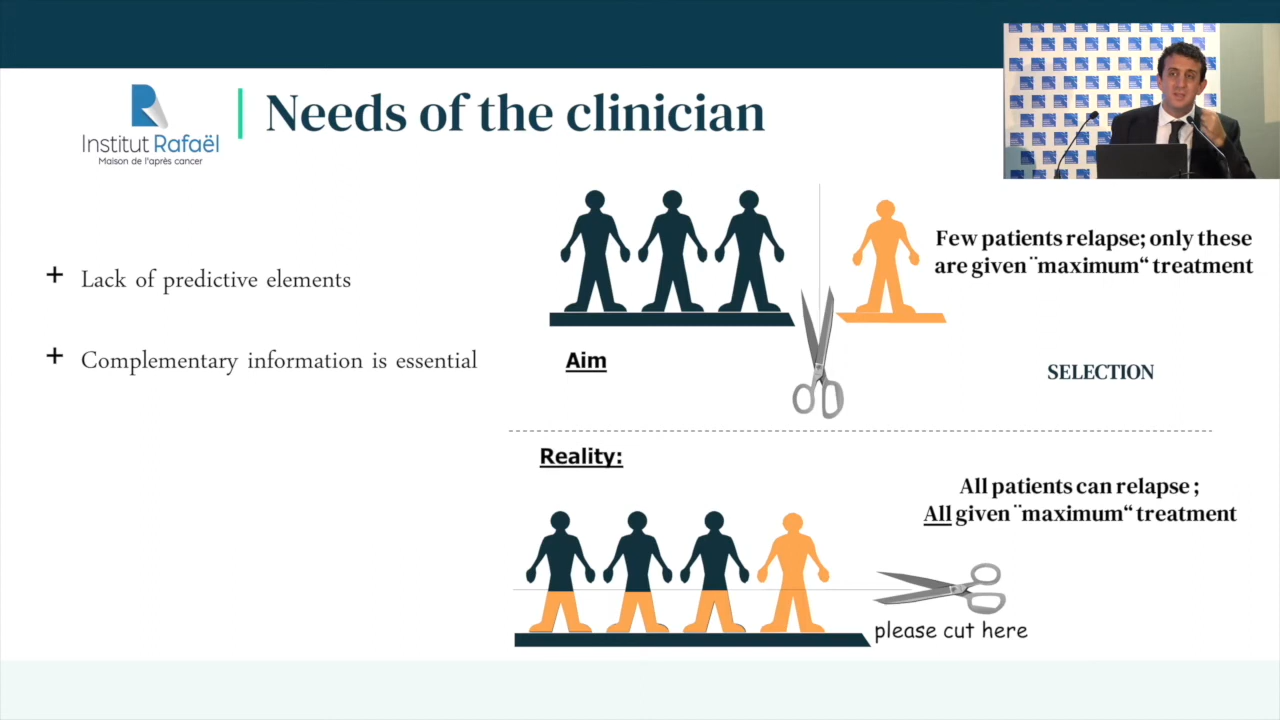 Institut Rafaël
Maison de l'après cancer
Needs of the clinician
+ Lack of predictive elements
+ Complementary information is essential
Few patients relapse; only these
are given ¨maximum“ treatment
Aim
SELECTION
Reality:
All patients can relapse ;
All given ¨maximum“ treatment
please cut here